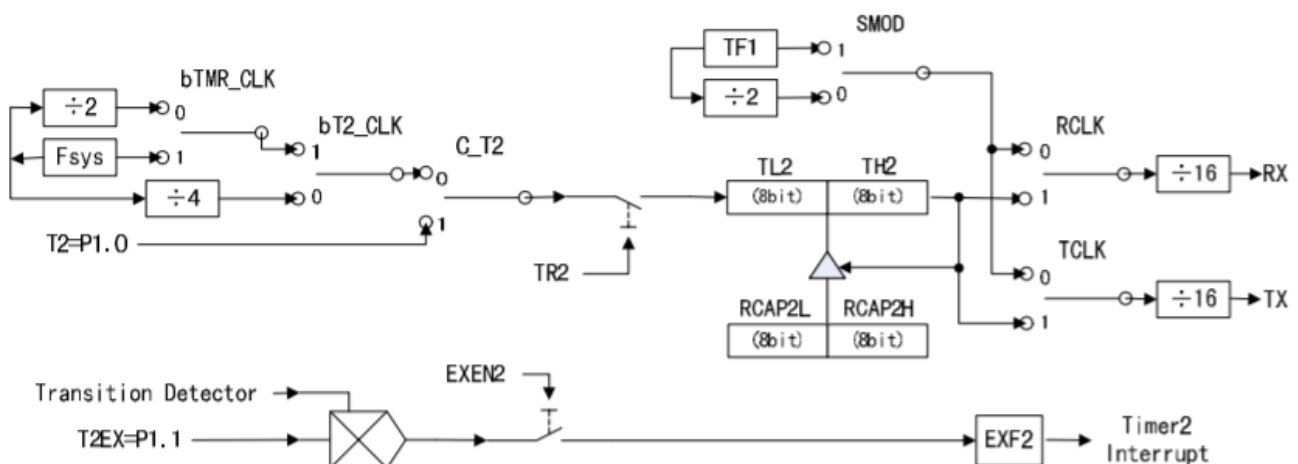 SMOD
TF1 1
÷2 0
bTMR_CLK
÷2 0
Fsys 1
bT2_CLK
1
÷4 0
C_T2
0
1
T2=P1.0
TR2
TL2 TH2
(8bit) (8bit)
RCAP2L RCAP2H
(8bit) (8bit)
RCLK
0
1
÷16 RX
TCLK
0
1
÷16 TX
EXEN2
Transition Detector
T2EX=P1.1
EXF2
Timer2
Interrupt